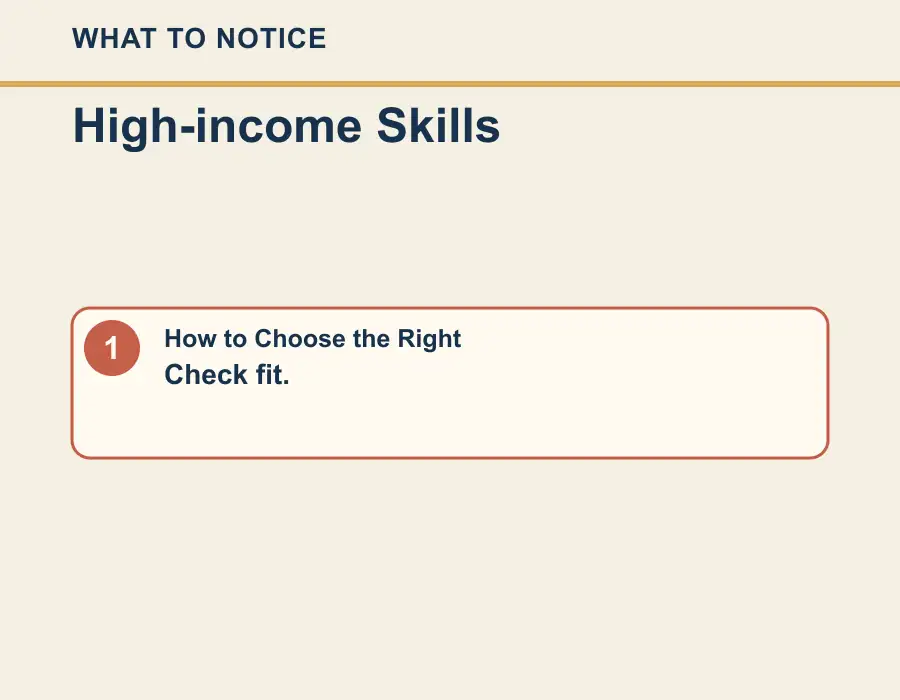 WHAT TO NOTICE
High-income Skills
1
How to Choose the Right
Check fit.